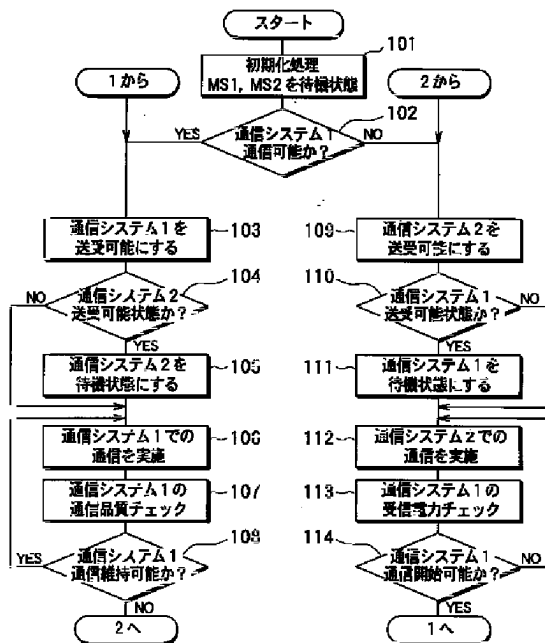 スタート
101
初期化処理
MS1, MS2を待機状態
1から
2から
102
YES
通信システム1
通信可能か?
NO
通信システム1を
送受可能にする
103
109
通信システム2を
送受可能にする
104
NO
通信システム2
送受可能状態か?
YES
110
通信システム1
送受可能状態か?
NO
YES
通信システム2を
待機状態にする
105
111
通信システム1を
待機状態にする
通信システム1での
通信を実施
106
112
通信システム2での
通信を実施
通信システム1の
通信品質チェック
107
113
通信システム1の
受信電力チェック
108
YES
通信システム1
通信維持可能か?
NO
114
通信システム1
通信開始可能か?
NO
YES
2へ
1へ